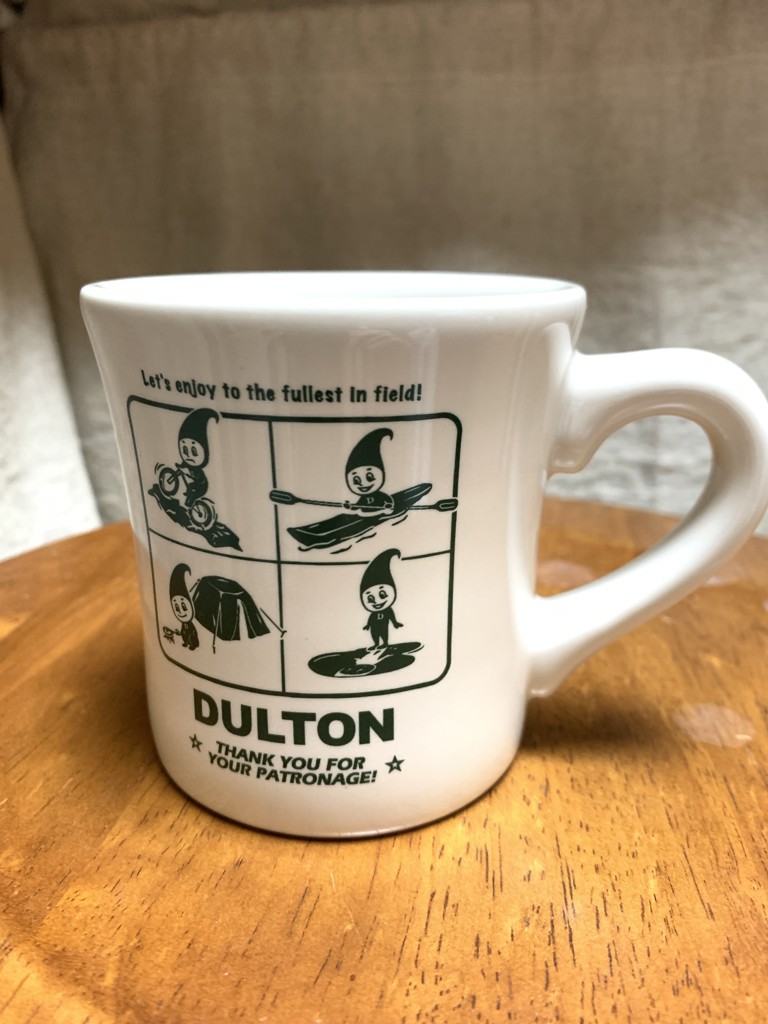 Let's enjoy to the fullest in field!
DULTON
THANK YOU FOR
YOUR PATRONAGE!